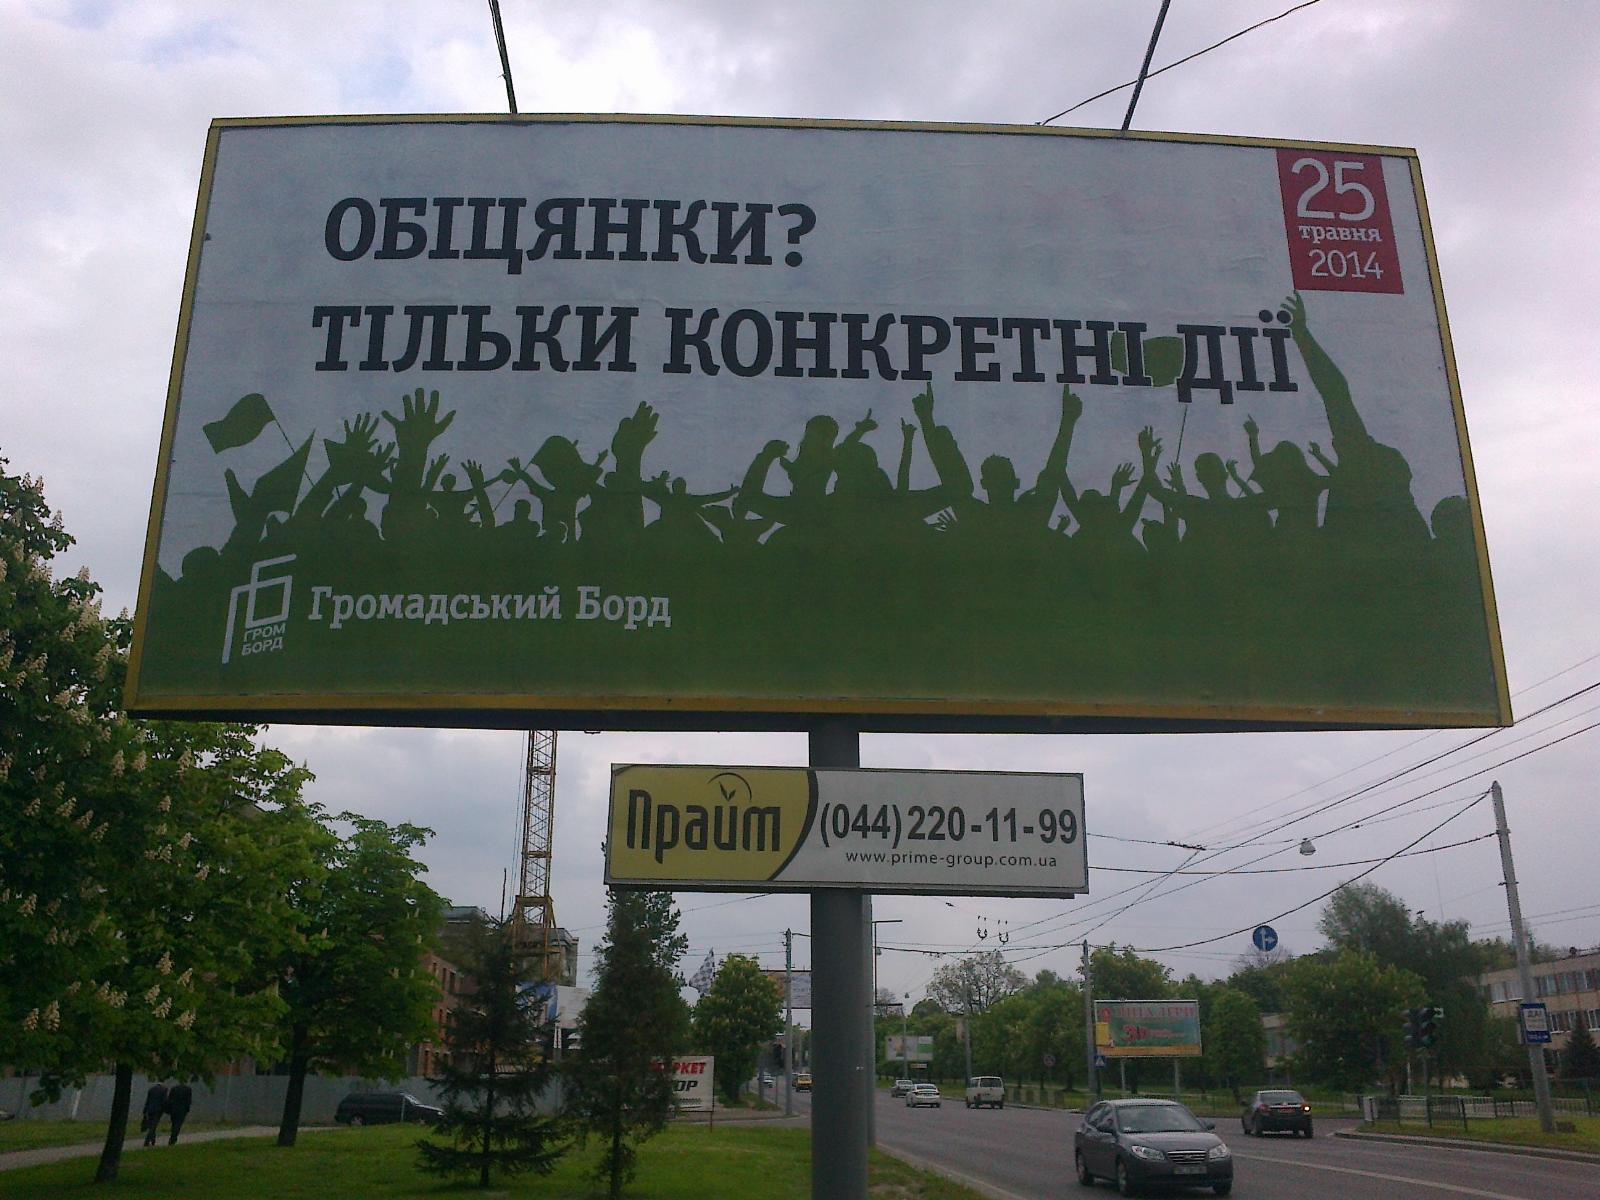 ОБІЦЯНКИ?
ТІЛЬКИ КОНКРЕТНІ ДІЇ
25
травня
2014
ГРОМ
БОРД
Громадський Борд
Прайм
(044)220-11-99
www.prime-group.com.ua